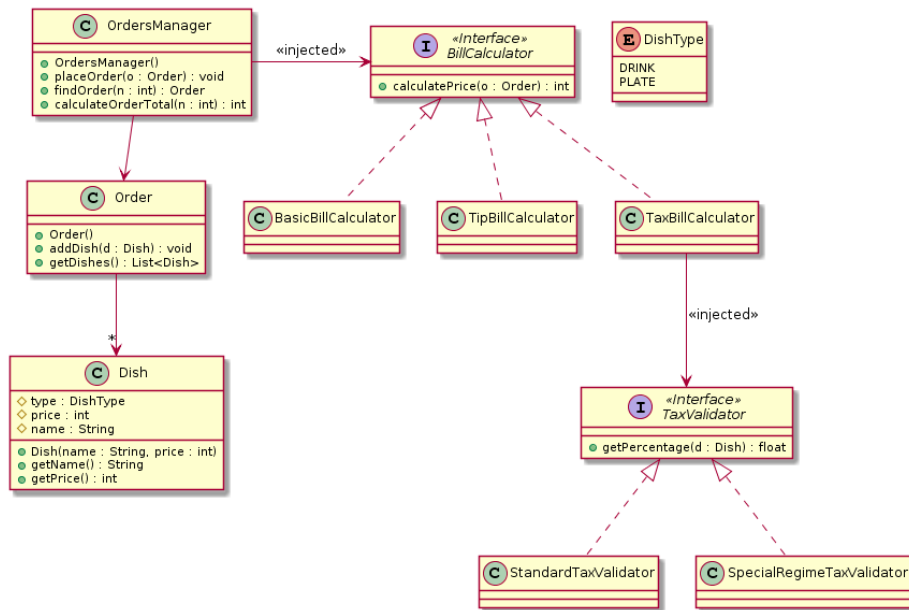 C OrdersManager
OrdersManager()
placeOrder(o : Order) : void
findOrder(n : int) : Order
calculateOrderTotal(n : int) : int
«injected»
I «Interface»
BillCalculator
calculatePrice(o : Order) : int
E DishType
DRINK
PLATE
C Order
Order()
addDish(d : Dish) : void
getDishes() : List<Dish>
C BasicBillCalculator
C TipBillCalculator
C TaxBillCalculator
«injected»
*
C Dish
type : DishType
price : int
name : String
Dish(name : String, price : int)
getName() : String
getPrice() : int
I «Interface»
TaxValidator
getPercentage(d : Dish) : float
C StandardTaxValidator
C SpecialRegimeTaxValidator